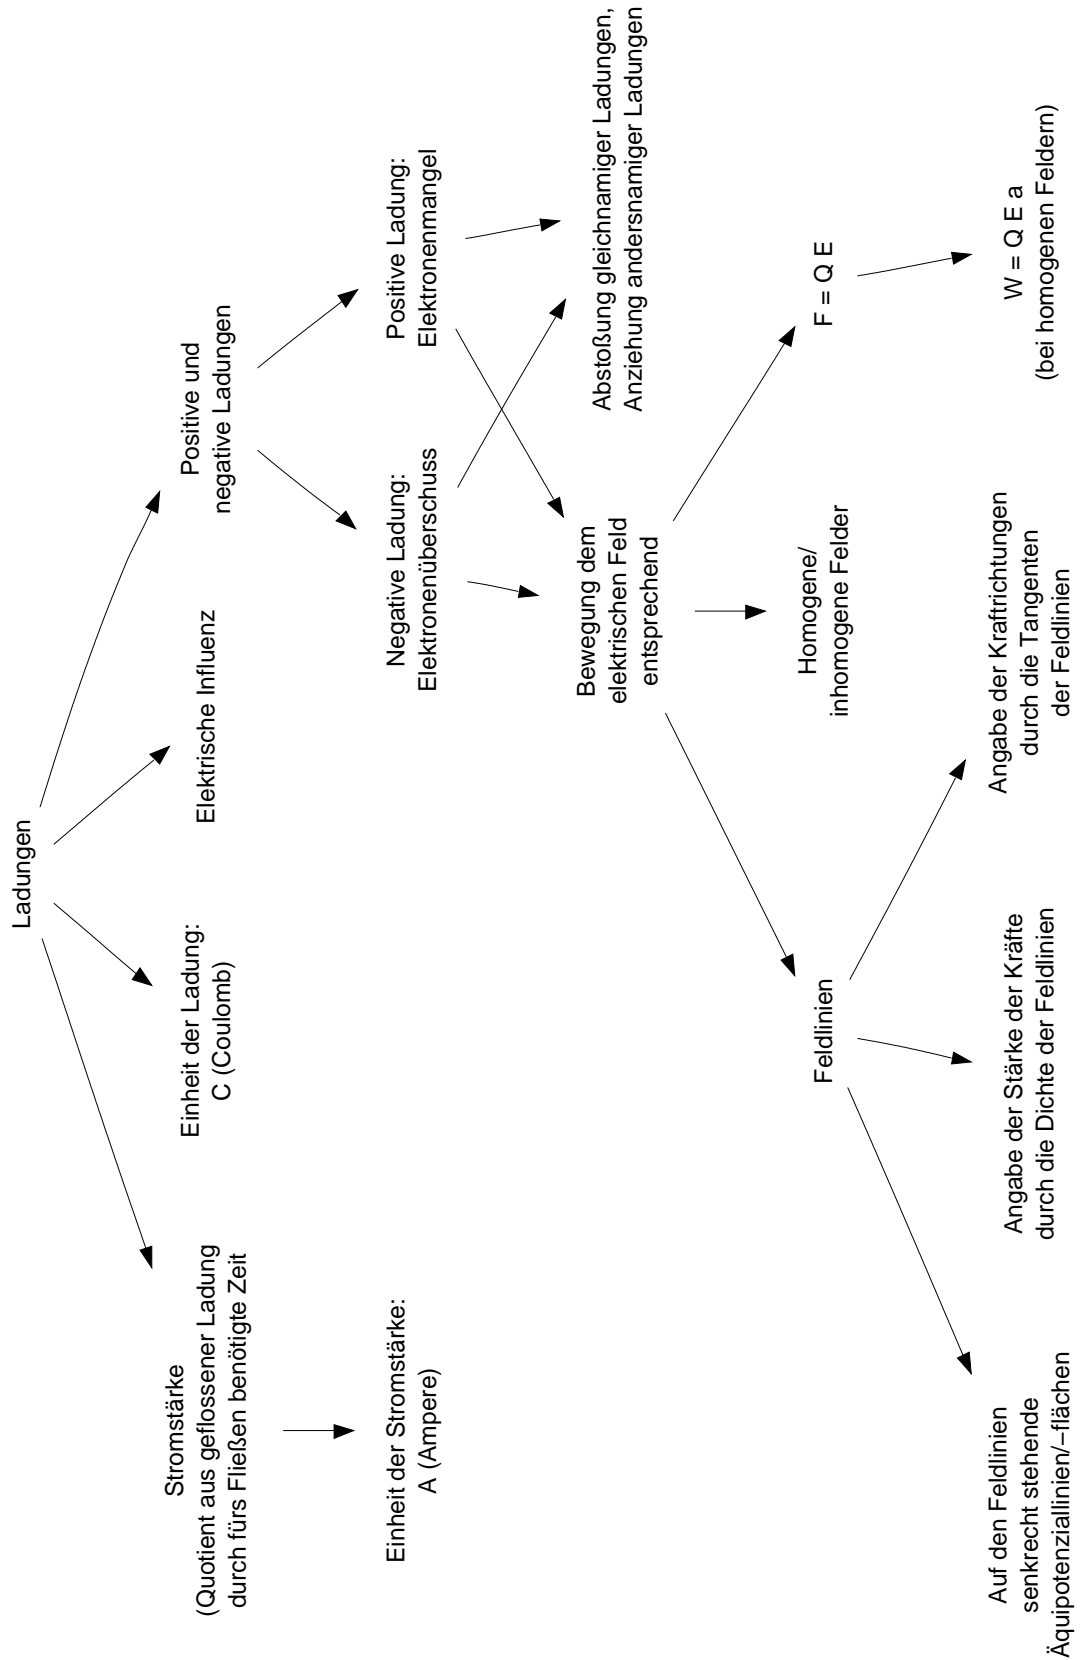 Ladungen
Stromstärke
(Quotient aus geflossener Ladung
durch fürs Fließen benötigte Zeit
Einheit der Ladung:
C (Coulomb)
Elektrische Influenz
Positive und
negative Ladungen
Einheit der Stromstärke:
A (Ampere)
Negative Ladung:
Elektronenüberschuss
Positive Ladung:
Elektronenmangel
Bewegung dem
elektrischen Feld
entsprechend
Abstoßung gleichnamiger Ladungen,
Anziehung andersnamiger Ladungen
Feldlinien
Homogene/
inhomogene Felder
F = Q E
Auf den Feldlinien
senkrecht stehende
Äquipotenziallinien/−flächen
Angabe der Stärke der Kräfte
durch die Dichte der Feldlinien
Angabe der Kraftrichtungen
durch die Tangenten
der Feldlinien
W = Q E a
(bei homogenen Feldern)